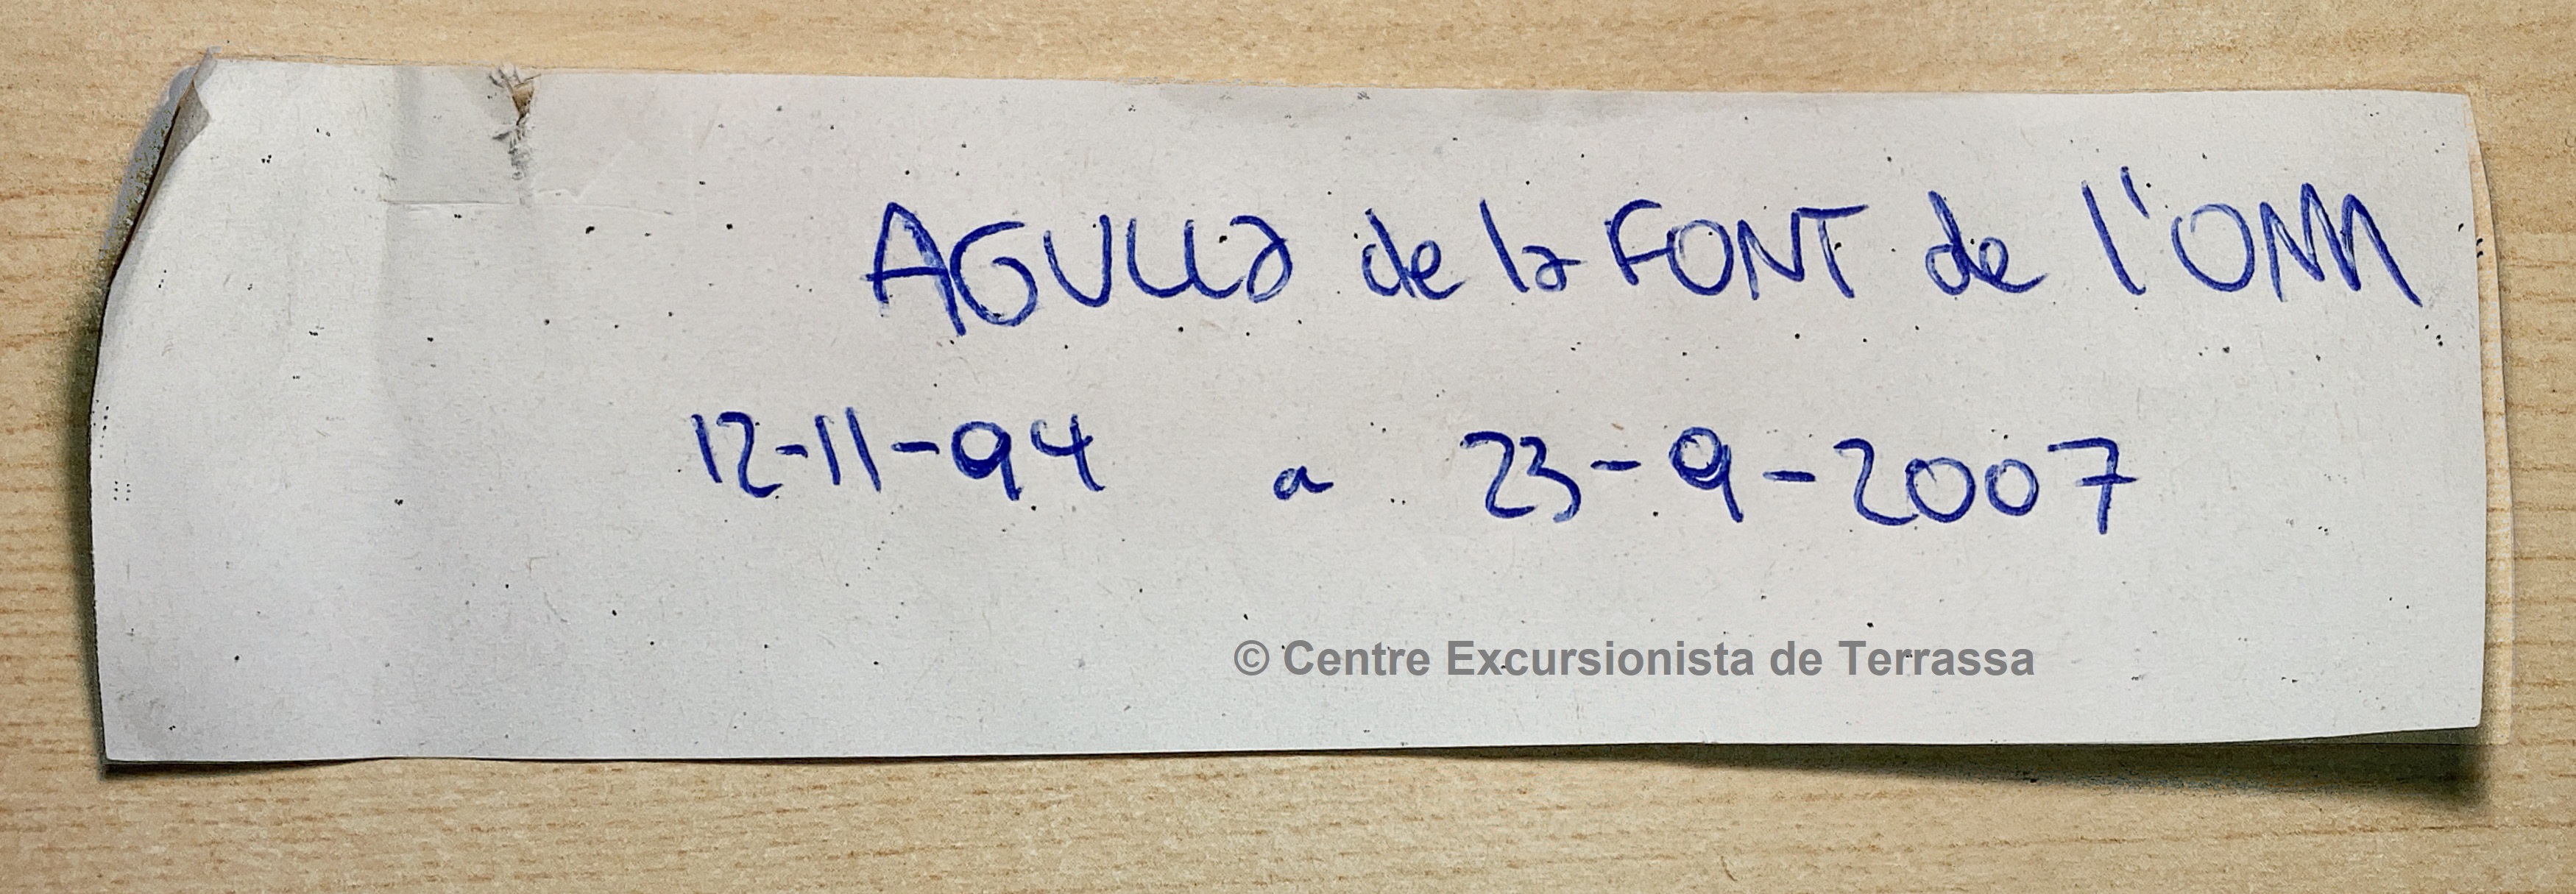 AGULLa de la FONT de l'OM
12-11-94 a 23-9-2007
© Centre Excursionista de Terrassa